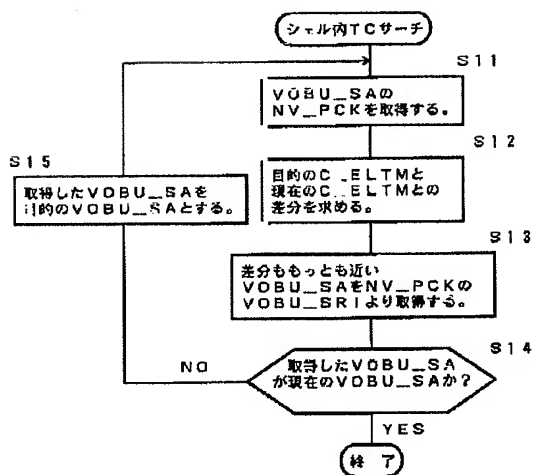 シェル内TCサーチ
S11
VOBU_SAの
NV_PCKを取得する。
S12
目的のC_ELTMと
現在のC_ELTMとの
差分を求める。
S15
取得したVOBU_SAを
目的のVOBU_SAとする。
S13
差分ももっとも近い
VOBU_SAをNV_PCKの
VOBU_SRIより取得する。
S14
取得したVOBU_SA
が現在のVOBU_SAか?
NO
YES
終了